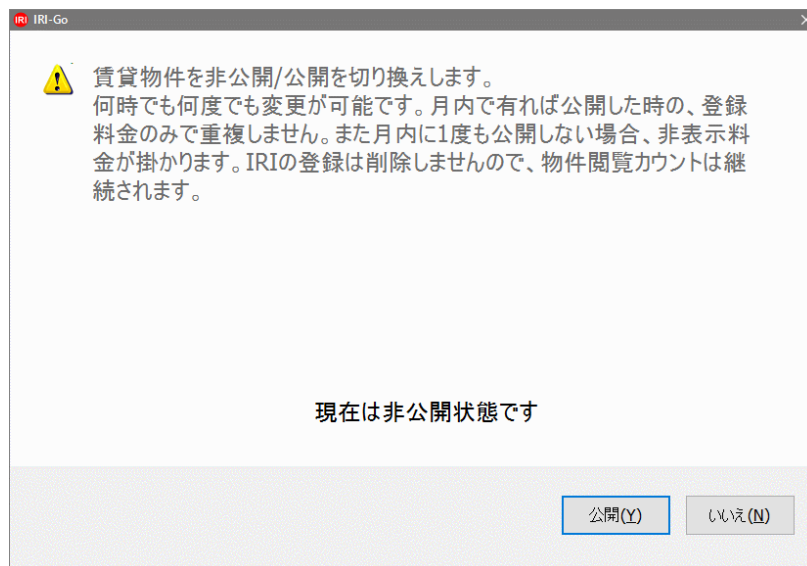 IRI IRI-Go
賃貸物件を非公開/公開を切り換えします。
何時でも何度でも変更が可能です。月内で有れば公開した時の、登録
料金のみで重複しません。また月内に1度も公開しない場合、非表示料
金が掛かります。IRIの登録は削除しませんので、物件閲覧カウントは継
続されます。
現在は非公開状態です
公開(Y) いいえ(N)